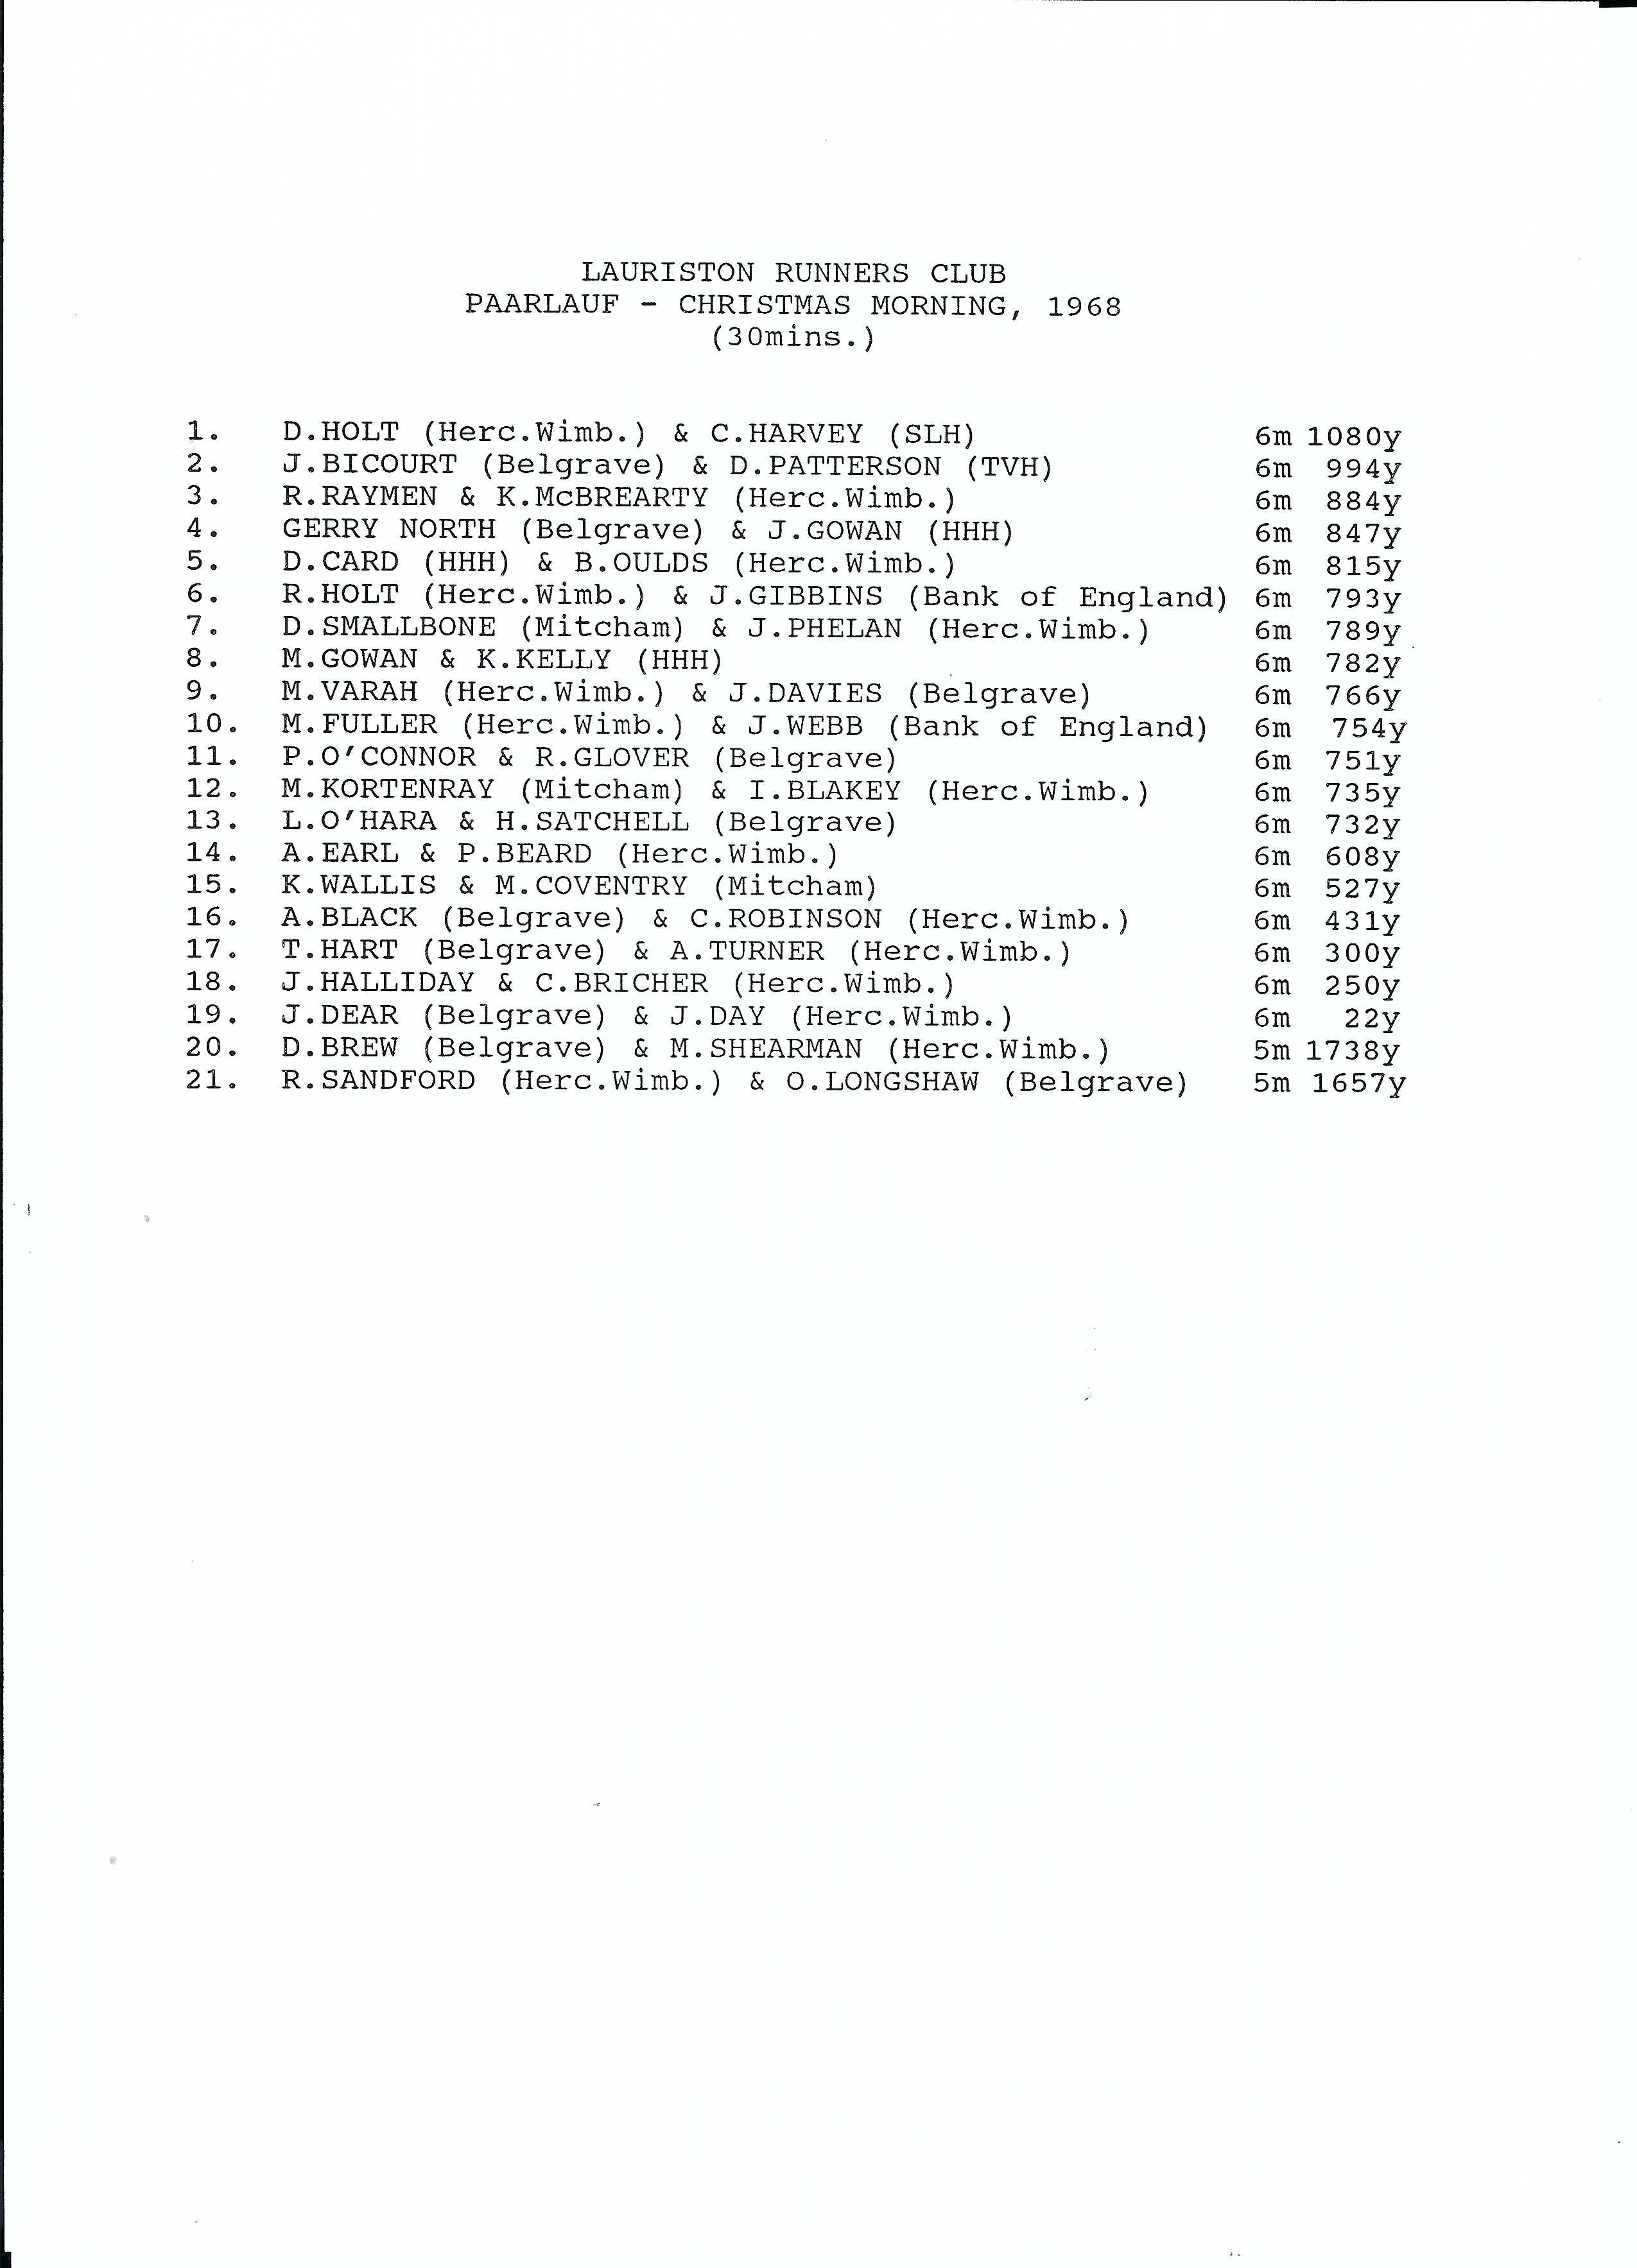 LAURISTON RUNNERS CLUB
PAARLAUF - CHRISTMAS MORNING, 1968
(30mins.)
1. D.HOLT (Herc.Wimb.) & C.HARVEY (SLH) 6m 1080y
2. J.BICOURT (Belgrave) & D.PATTERSON (TVH) 6m 994y
3. R.RAYMEN & K.McBREARTY (Herc.Wimb.) 6m 884y
4. GERRY NORTH (Belgrave) & J.GOWAN (HHH) 6m 847y
5. D.CARD (HHH) & B.OULDS (Herc.Wimb.) 6m 815y
6. R.HOLT (Herc.Wimb.) & J.GIBBINS (Bank of England) 6m 793y
7. D.SMALLBONE (Mitcham) & J.PHELAN (Herc.Wimb.) 6m 789y
8. M.GOWAN & K.KELLY (HHH) 6m 782y
9. M.VARAH (Herc.Wimb.) & J.DAVIES (Belgrave) 6m 766y
10. M.FULLER (Herc.Wimb.) & J.WEBB (Bank of England) 6m 754y
11. P.O'CONNOR & R.GLOVER (Belgrave) 6m 751y
12. M.KORTENRAY (Mitcham) & I.BLAKEY (Herc.Wimb.) 6m 735y
13. L.O'HARA & H.SATCHELL (Belgrave) 6m 732y
14. A.EARL & P.BEARD (Herc.Wimb.) 6m 608y
15. K.WALLIS & M.COVENTRY (Mitcham) 6m 527y
16. A.BLACK (Belgrave) & C.ROBINSON (Herc.Wimb.) 6m 431y
17. T.HART (Belgrave) & A.TURNER (Herc.Wimb.) 6m 300y
18. J.HALLIDAY & C.BRICHER (Herc.Wimb.) 6m 250y
19. J.DEAR (Belgrave) & J.DAY (Herc.Wimb.) 6m 22y
20. D.BREW (Belgrave) & M.SHEARMAN (Herc.Wimb.) 5m 1738y
21. R.SANDFORD (Herc.Wimb.) & O.LONGSHAW (Belgrave) 5m 1657y